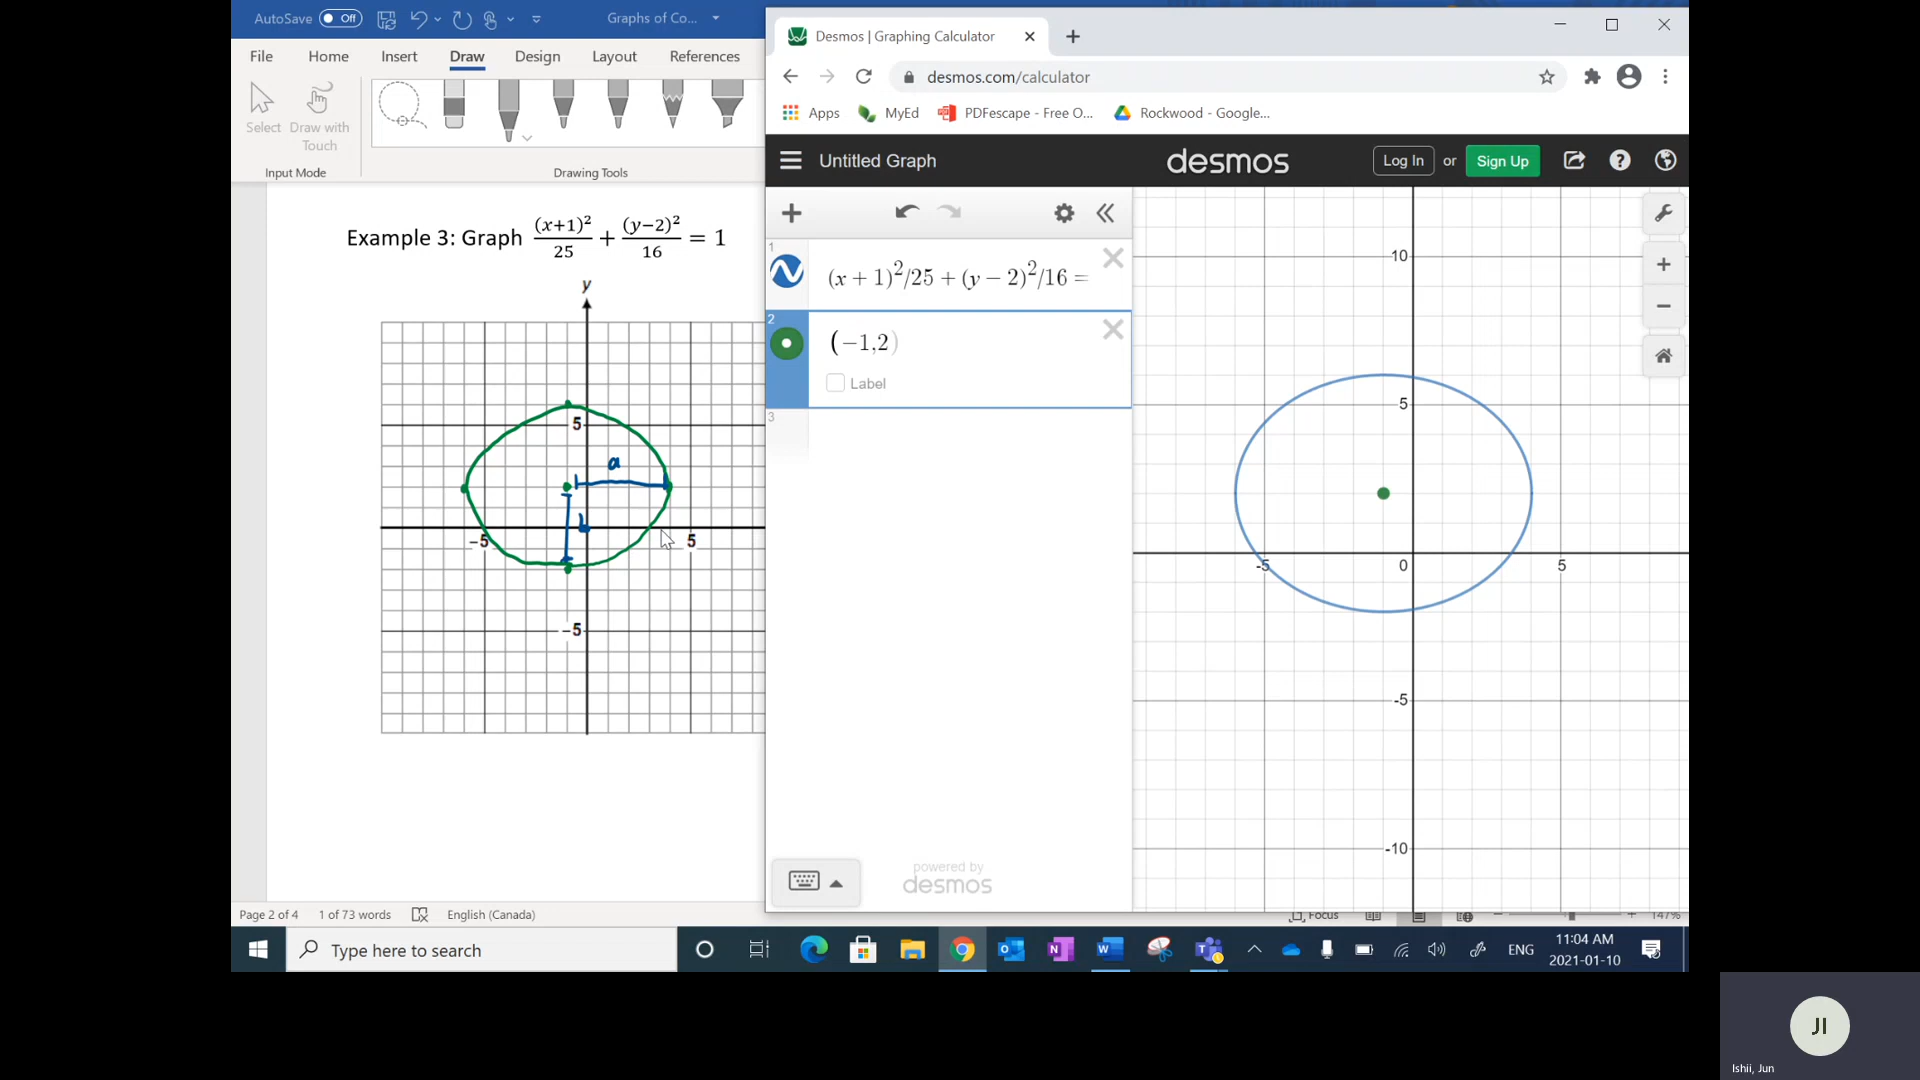 AutoSave Off Graphs of Co...
File Home Insert Draw Design Layout References
Select
Draw with
Touch
Input Mode
Drawing Tools
Example 3: Graph (x+1)²/25 + (y−2)²/16 = 1
y
5
a
b
−5 5
−5
Page 2 of 4 1 of 73 words English (Canada)
Desmos | Graphing Calculator
desmos.com/calculator
Apps MyEd PDFescape - Free O... Rockwood - Google...
Untitled Graph
desmos
Log In or Sign Up
1
(x + 1)²/25 + (y − 2)²/16 =
2
(−1,2)
Label
3
powered by
desmos
10
5
-5 0 5
-5
-10
Focus 147%
Type here to search
ENG
11:04 AM
2021-01-10
JI
Ishii, Jun